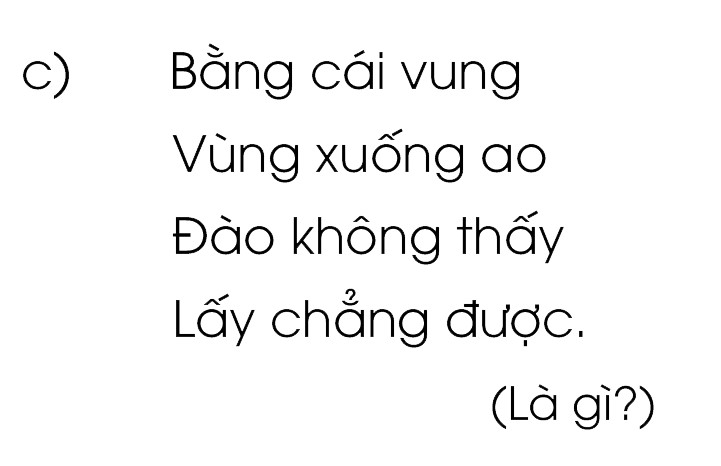 c) Bằng cái vung
Vùng xuống ao
Đào không thấy
Lấy chẳng được.
(Là gì?)